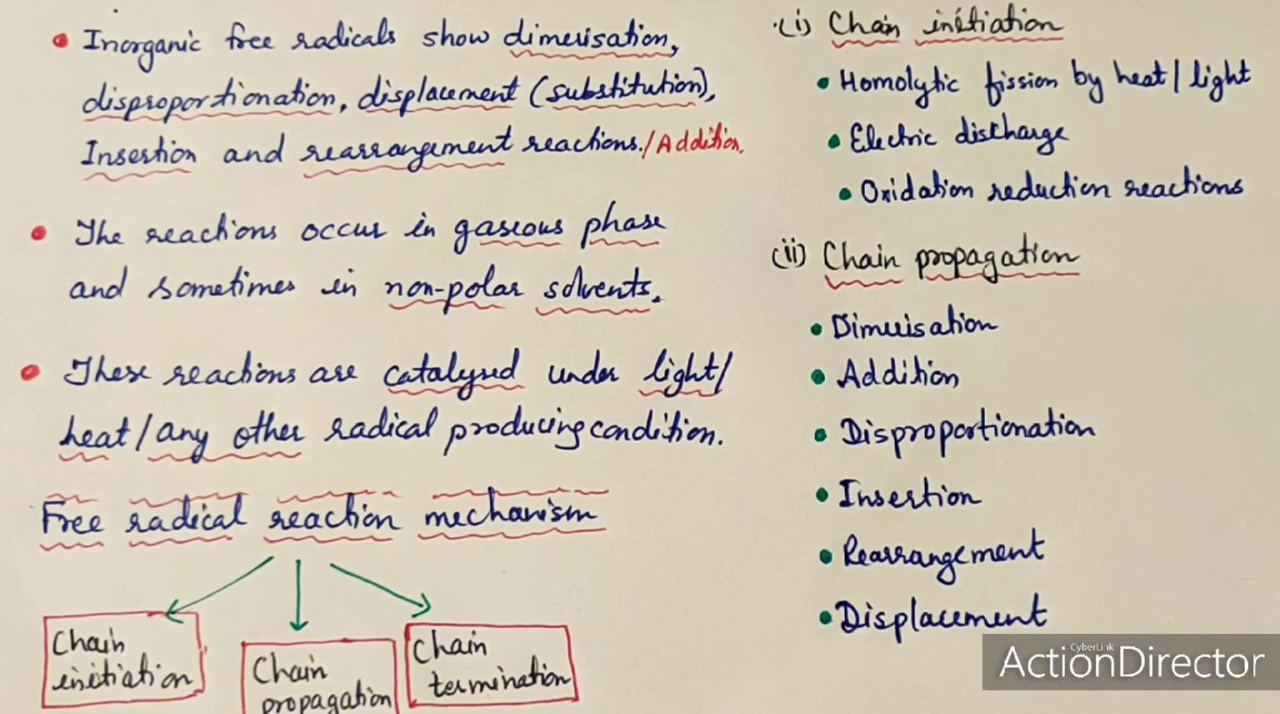 Inorganic free radicals show dimerisation,
disproportionation, displacement (substitution),
Insertion and rearrangement reactions./Addition.
The reactions occur in gaseous phase
and sometimes in non-polar solvents.
These reactions are catalysed under light/
heat/any other radical producing condition.
Free radical reaction mechanism
Chain
initiation
Chain
propagation
Chain
termination
(i) Chain initiation
Homolytic fission by heat/light
Electric discharge
Oxidation reduction reactions
(ii) Chain propagation
Dimerisation
Addition
Disproportionation
Insertion
Rearrangement
Displacement
CyberLink
ActionDirector